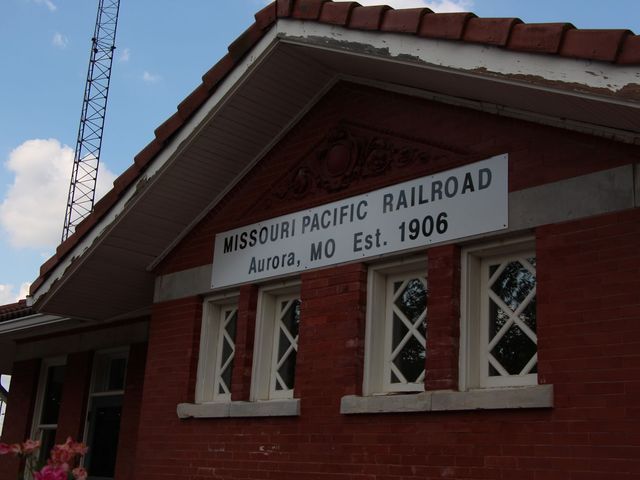 MISSOURI PACIFIC RAILROAD
Aurora, MO Est. 1906